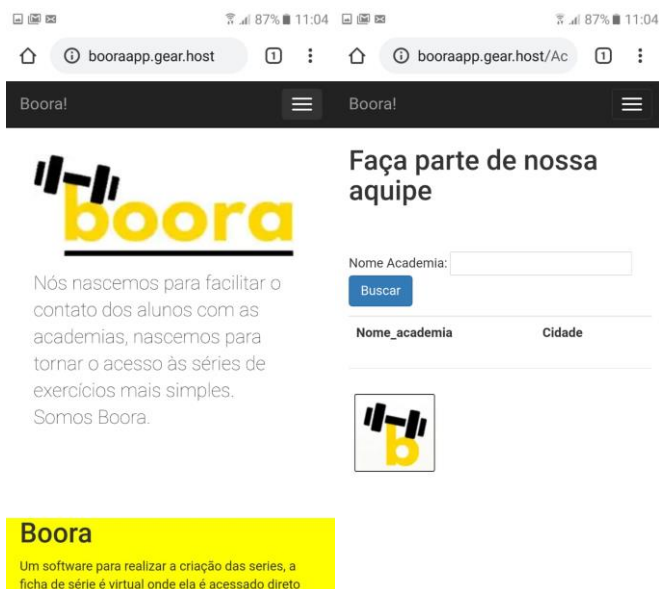 87% 11:04
booraapp.gear.host 1
Boora!
boora
Nós nascemos para facilitar o
contato dos alunos com as
academias, nascemos para
tornar o acesso às séries de
exercícios mais simples.
Somos Boora.
Boora
Um software para realizar a criação das series, a
ficha de série é virtual onde ela é acessado direto
87% 11:04
booraapp.gear.host/Ac 1
Boora!
Faça parte de nossa
aquipe
Nome Academia:
Buscar
Nome_academia Cidade
b